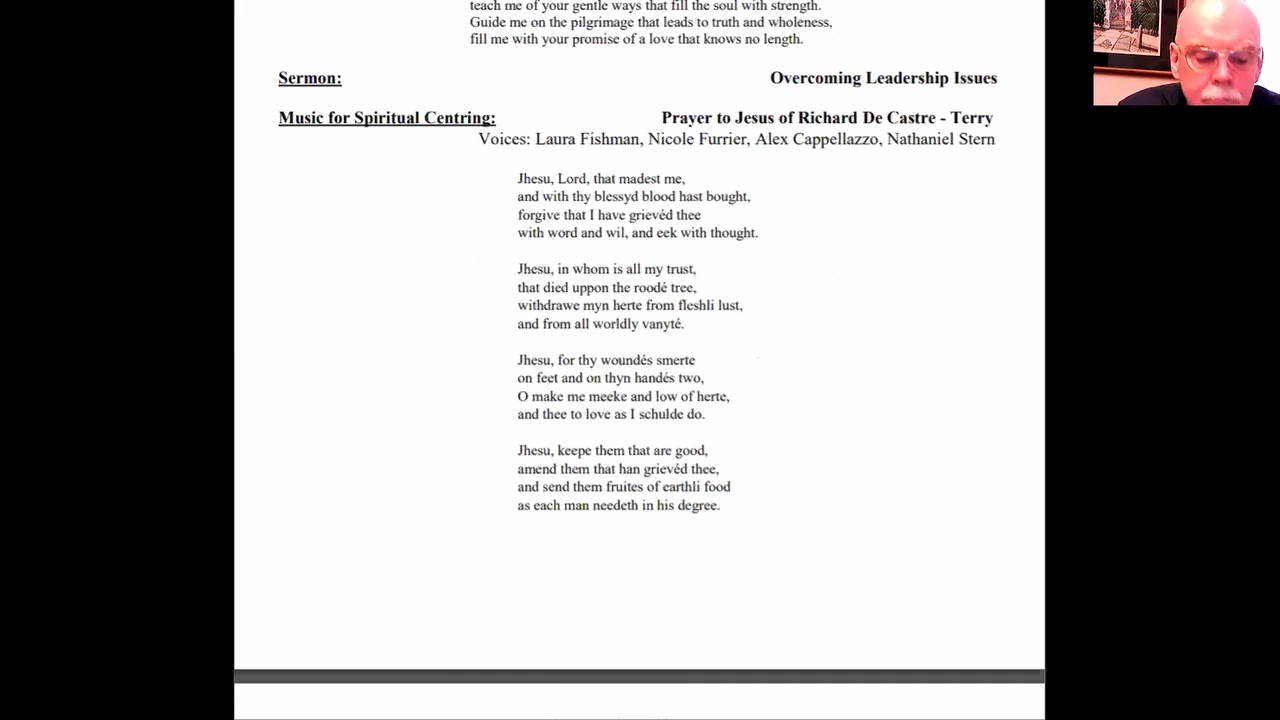 teach me of your gentle ways that fill the soul with strength.
Guide me on the pilgrimage that leads to truth and wholeness,
fill me with your promise of a love that knows no length.
Sermon: Overcoming Leadership Issues
Music for Spiritual Centring: Prayer to Jesus of Richard De Castre - Terry
Voices: Laura Fishman, Nicole Furrier, Alex Cappellazzo, Nathaniel Stern
Jhesu, Lord, that madest me,
and with thy blessyd blood hast bought,
forgive that I have grievéd thee
with word and wil, and eek with thought.
Jhesu, in whom is all my trust,
that died uppon the roodé tree,
withdrawe myn herte from fleshli lust,
and from all worldly vanyté.
Jhesu, for thy woundés smerte
on feet and on thyn handés two,
O make me meeke and low of herte,
and thee to love as I schulde do.
Jhesu, keepe them that are good,
amend them that han grievéd thee,
and send them fruites of earthli food
as each man needeth in his degree.